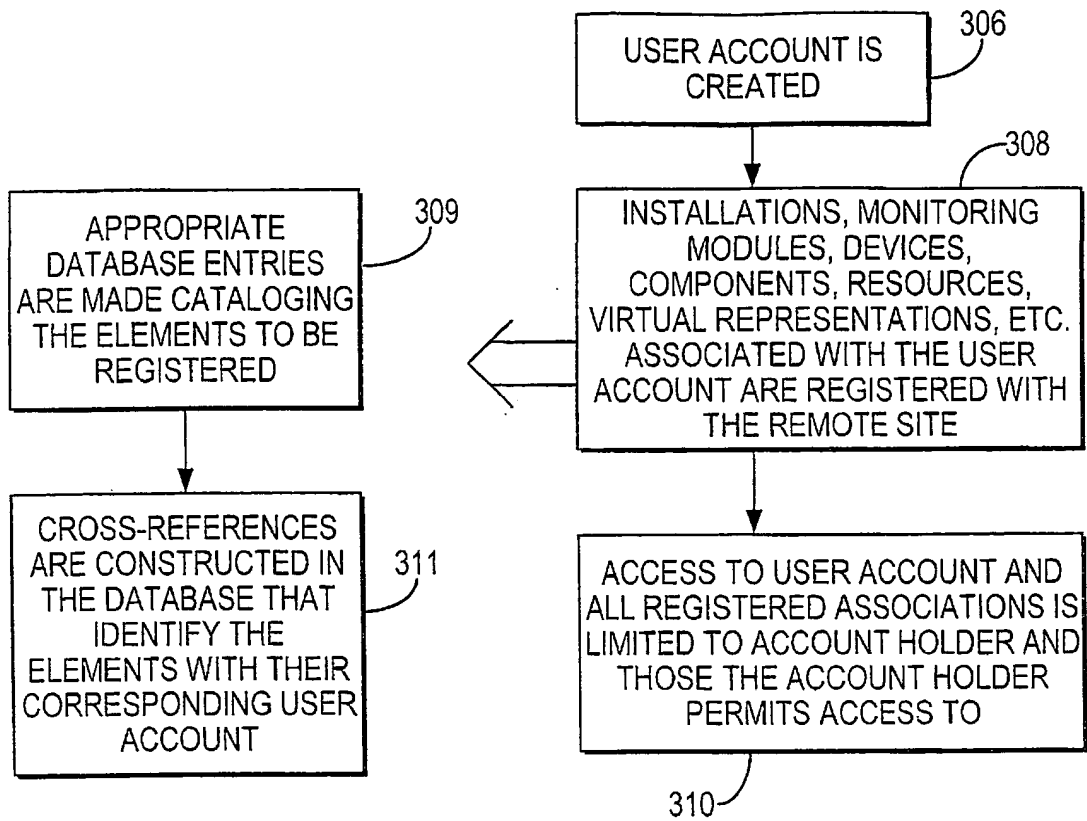 306
USER ACCOUNT IS
CREATED
308
INSTALLATIONS, MONITORING
MODULES, DEVICES,
COMPONENTS, RESOURCES,
VIRTUAL REPRESENTATIONS, ETC.
ASSOCIATED WITH THE USER
ACCOUNT ARE REGISTERED WITH
THE REMOTE SITE
309
APPROPRIATE
DATABASE ENTRIES
ARE MADE CATALOGING
THE ELEMENTS TO BE
REGISTERED
311
CROSS-REFERENCES
ARE CONSTRUCTED IN
THE DATABASE THAT
IDENTIFY THE
ELEMENTS WITH THEIR
CORRESPONDING USER
ACCOUNT
ACCESS TO USER ACCOUNT AND
ALL REGISTERED ASSOCIATIONS IS
LIMITED TO ACCOUNT HOLDER AND
THOSE THE ACCOUNT HOLDER
PERMITS ACCESS TO
310